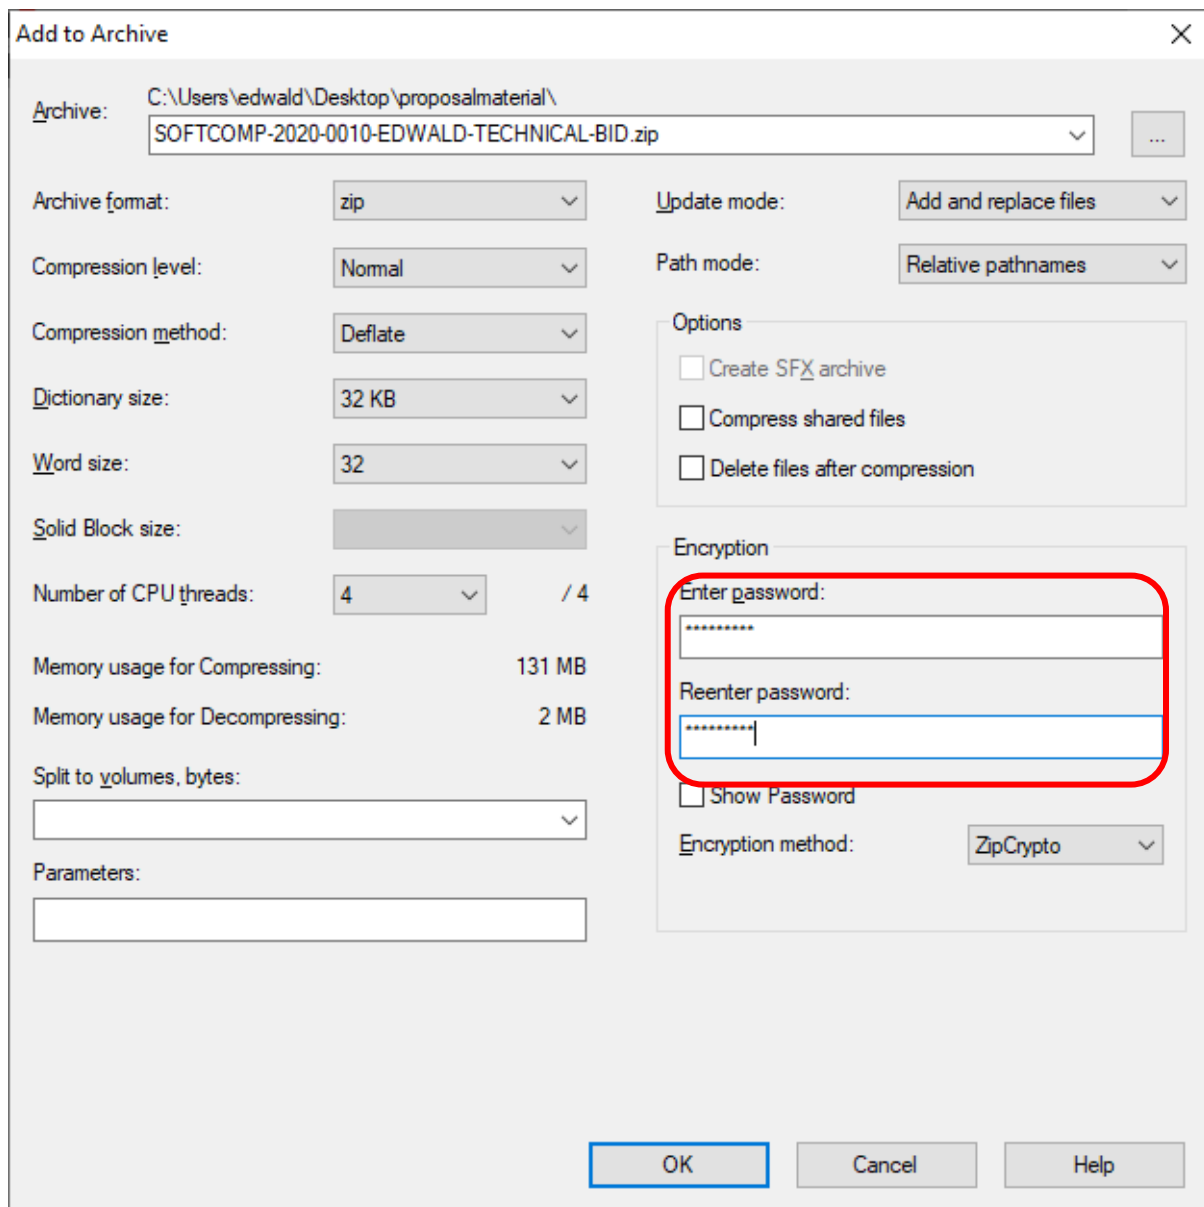 Add to Archive
Archive:
C:\Users\edwald\Desktop\proposalmaterial\
SOFTCOMP-2020-0010-EDWALD-TECHNICAL-BID.zip
...
Archive format:
zip
Compression level:
Normal
Compression method:
Deflate
Dictionary size:
32 KB
Word size:
32
Solid Block size:
Number of CPU threads:
4
/ 4
Memory usage for Compressing:
131 MB
Memory usage for Decompressing:
2 MB
Split to volumes, bytes:
Parameters:
Update mode:
Add and replace files
Path mode:
Relative pathnames
Options
Create SFX archive
Compress shared files
Delete files after compression
Encryption
Enter password:
*********
Reenter password:
*********
Show Password
Encryption method:
ZipCrypto
OK
Cancel
Help